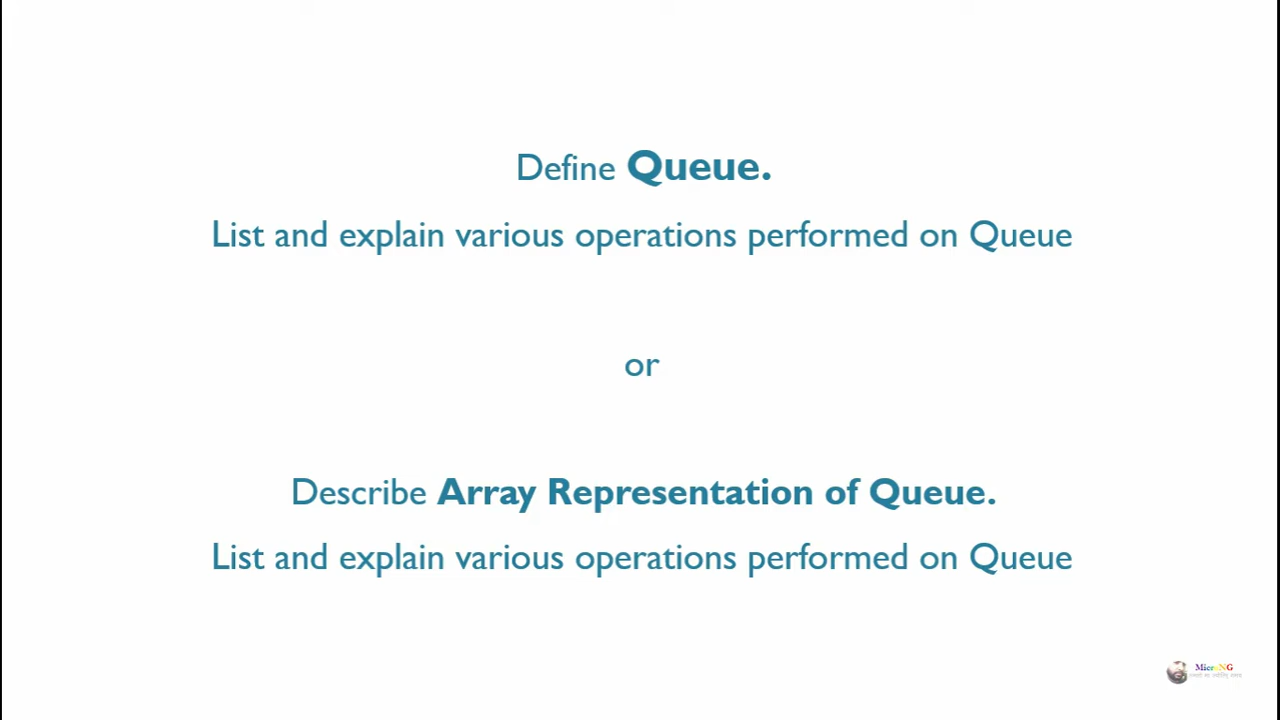 Define Queue.
List and explain various operations performed on Queue
or
Describe Array Representation of Queue.
List and explain various operations performed on Queue
MicroNG